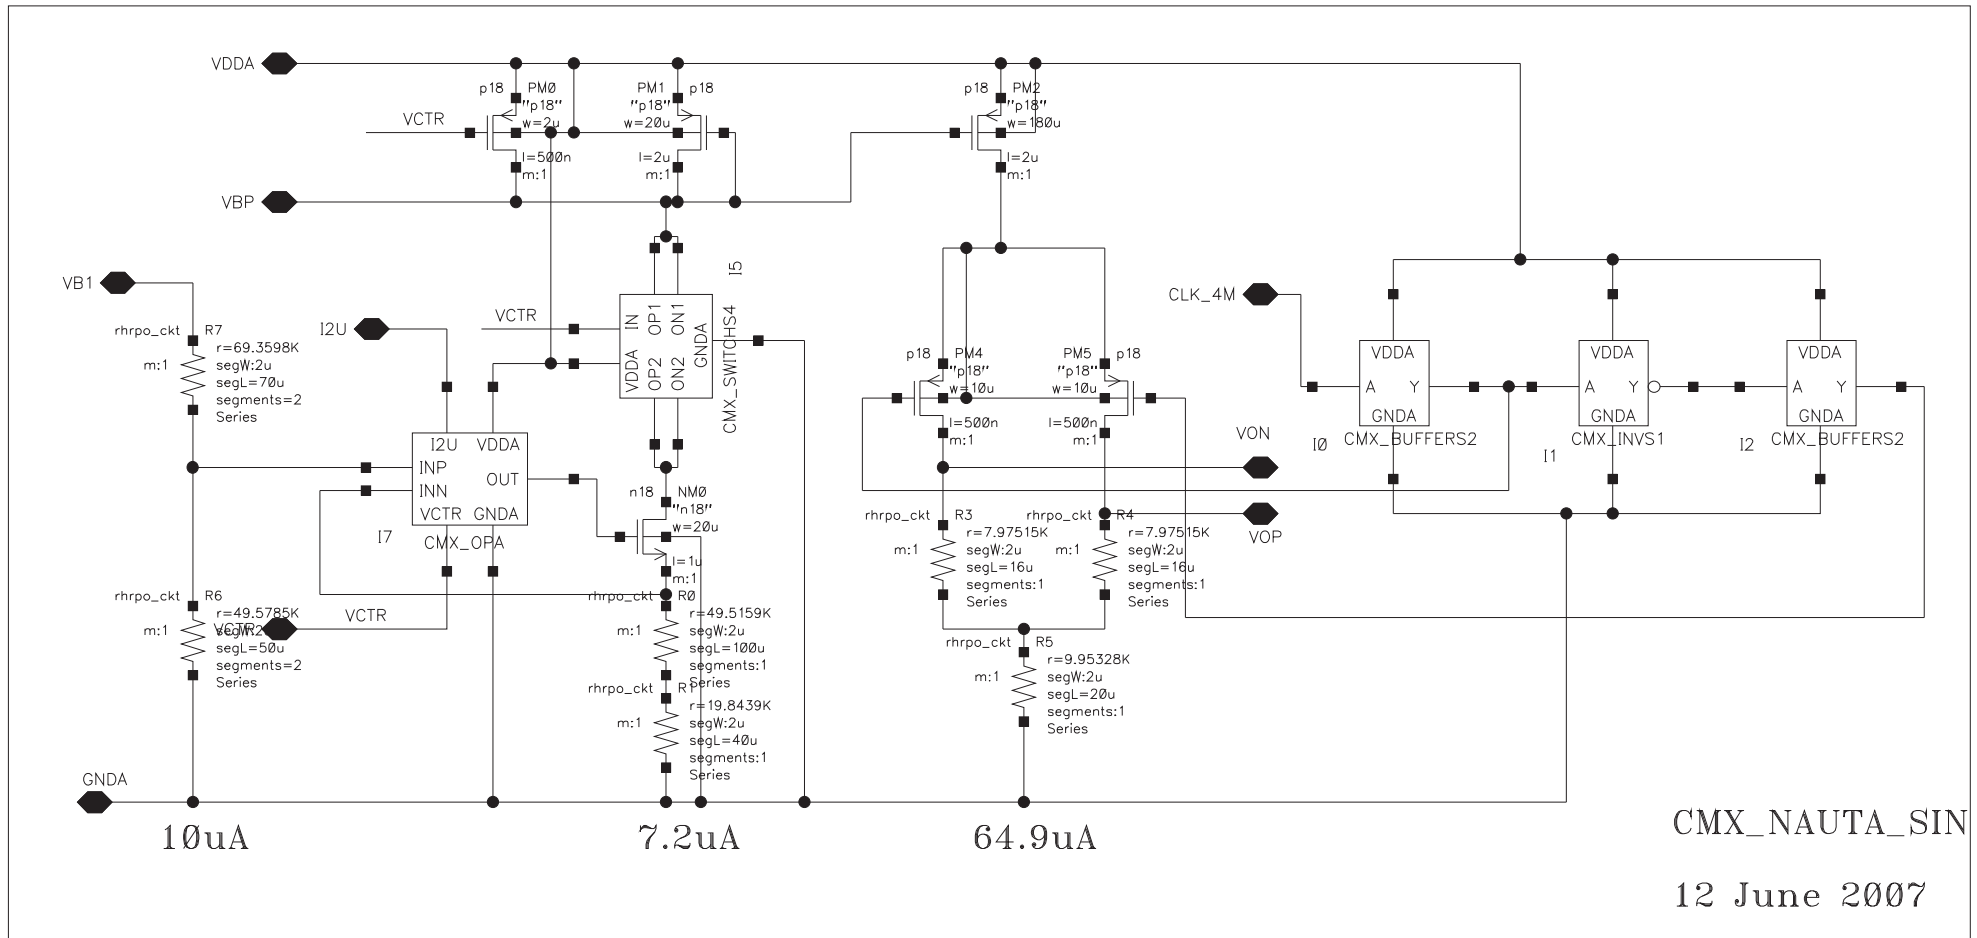 VDDA
p18
PM0
"p18"
w=2u
l=500n
m:1
VCTR
PM1
p18
"p18"
w=20u
l=2u
m:1
p18
PM2
"p18"
w=180u
l=2u
m:1
VBP
VB1
rhrpo_ckt
R7
r=69.3598K
m:1
segW:2u
segL=70u
segments=2
Series
I2U
VCTR
IN
OP1
ON1
VDDA
OP2
ON2
GNDA
I5
CMX_SWITCHS4
I2U
VDDA
INP
INN
OUT
VCTR
GNDA
I7
CMX_OPA
n18
NM0
"n18"
w=20u
l=1u
m:1
rhrpo_ckt
R6
r=49.5785K
m:1
segW:2u
segL=50u
segments=2
Series
VCTR
VCTR
rhrpo_ckt
R0
r=49.5159K
m:1
segW:2u
segL=100u
segments:1
Series
rhrpo_ckt
R1
r=19.8439K
m:1
segW:2u
segL=40u
segments:1
Series
p18
PM4
"p18"
w=10u
l=500n
m:1
PM5
p18
"p18"
w=10u
l=500n
m:1
VON
VOP
rhrpo_ckt
R3
r=7.97515K
m:1
segW:2u
segL=16u
segments:1
Series
rhrpo_ckt
R4
r=7.97515K
m:1
segW:2u
segL=16u
segments:1
Series
rhrpo_ckt
R5
r=9.95328K
m:1
segW:2u
segL=20u
segments:1
Series
CLK_4M
VDDA
A
Y
GNDA
I0
CMX_BUFFERS2
VDDA
A
Y
GNDA
I1
CMX_INVS1
VDDA
A
Y
GNDA
I2
CMX_BUFFERS2
GNDA
10uA
7.2uA
64.9uA
CMX_NAUTA_SIN
12 June 2007